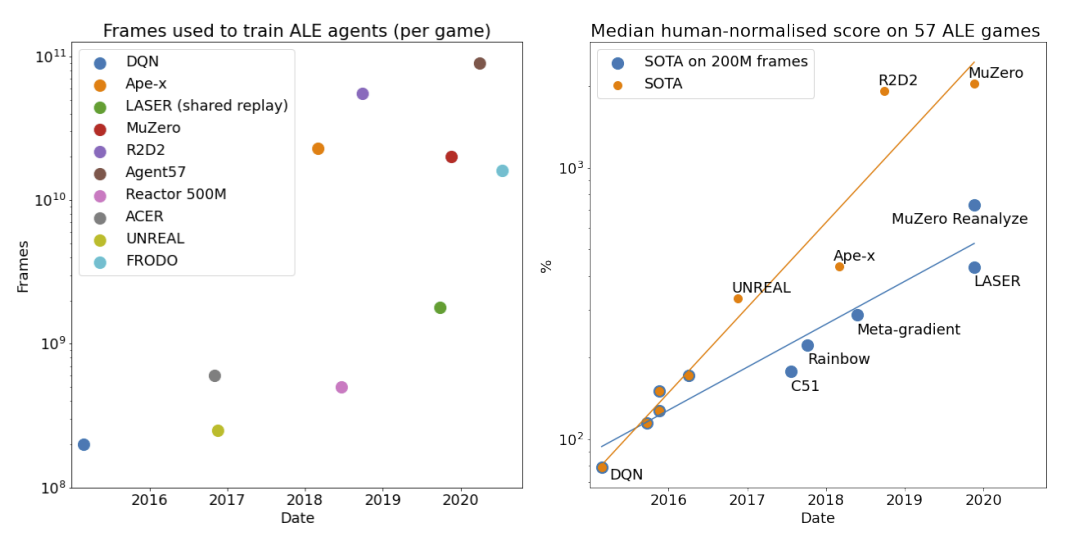 Frames used to train ALE agents (per game)
10^11
10^10
10^9
10^8
Frames
DQN
Ape-x
LASER (shared replay)
MuZero
R2D2
Agent57
Reactor 500M
ACER
UNREAL
FRODO
2016 2017 2018 2019 2020
Date
Median human-normalised score on 57 ALE games
SOTA on 200M frames
SOTA
10^3
10^2
%
R2D2
MuZero
MuZero Reanalyze
Ape-x
LASER
UNREAL
Meta-gradient
Rainbow
C51
DQN
2016 2017 2018 2019 2020
Date